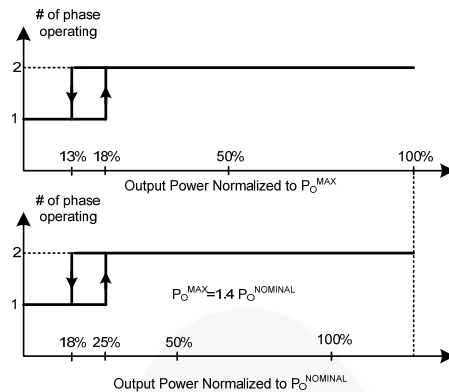 # of phase
operating
2
1
13% 18% 50% 100%
Output Power Normalized to PO^MAX
# of phase
operating
2
1
PO^MAX=1.4 PO^NOMINAL
18% 25% 50% 100%
Output Power Normalized to PO^NOMINAL